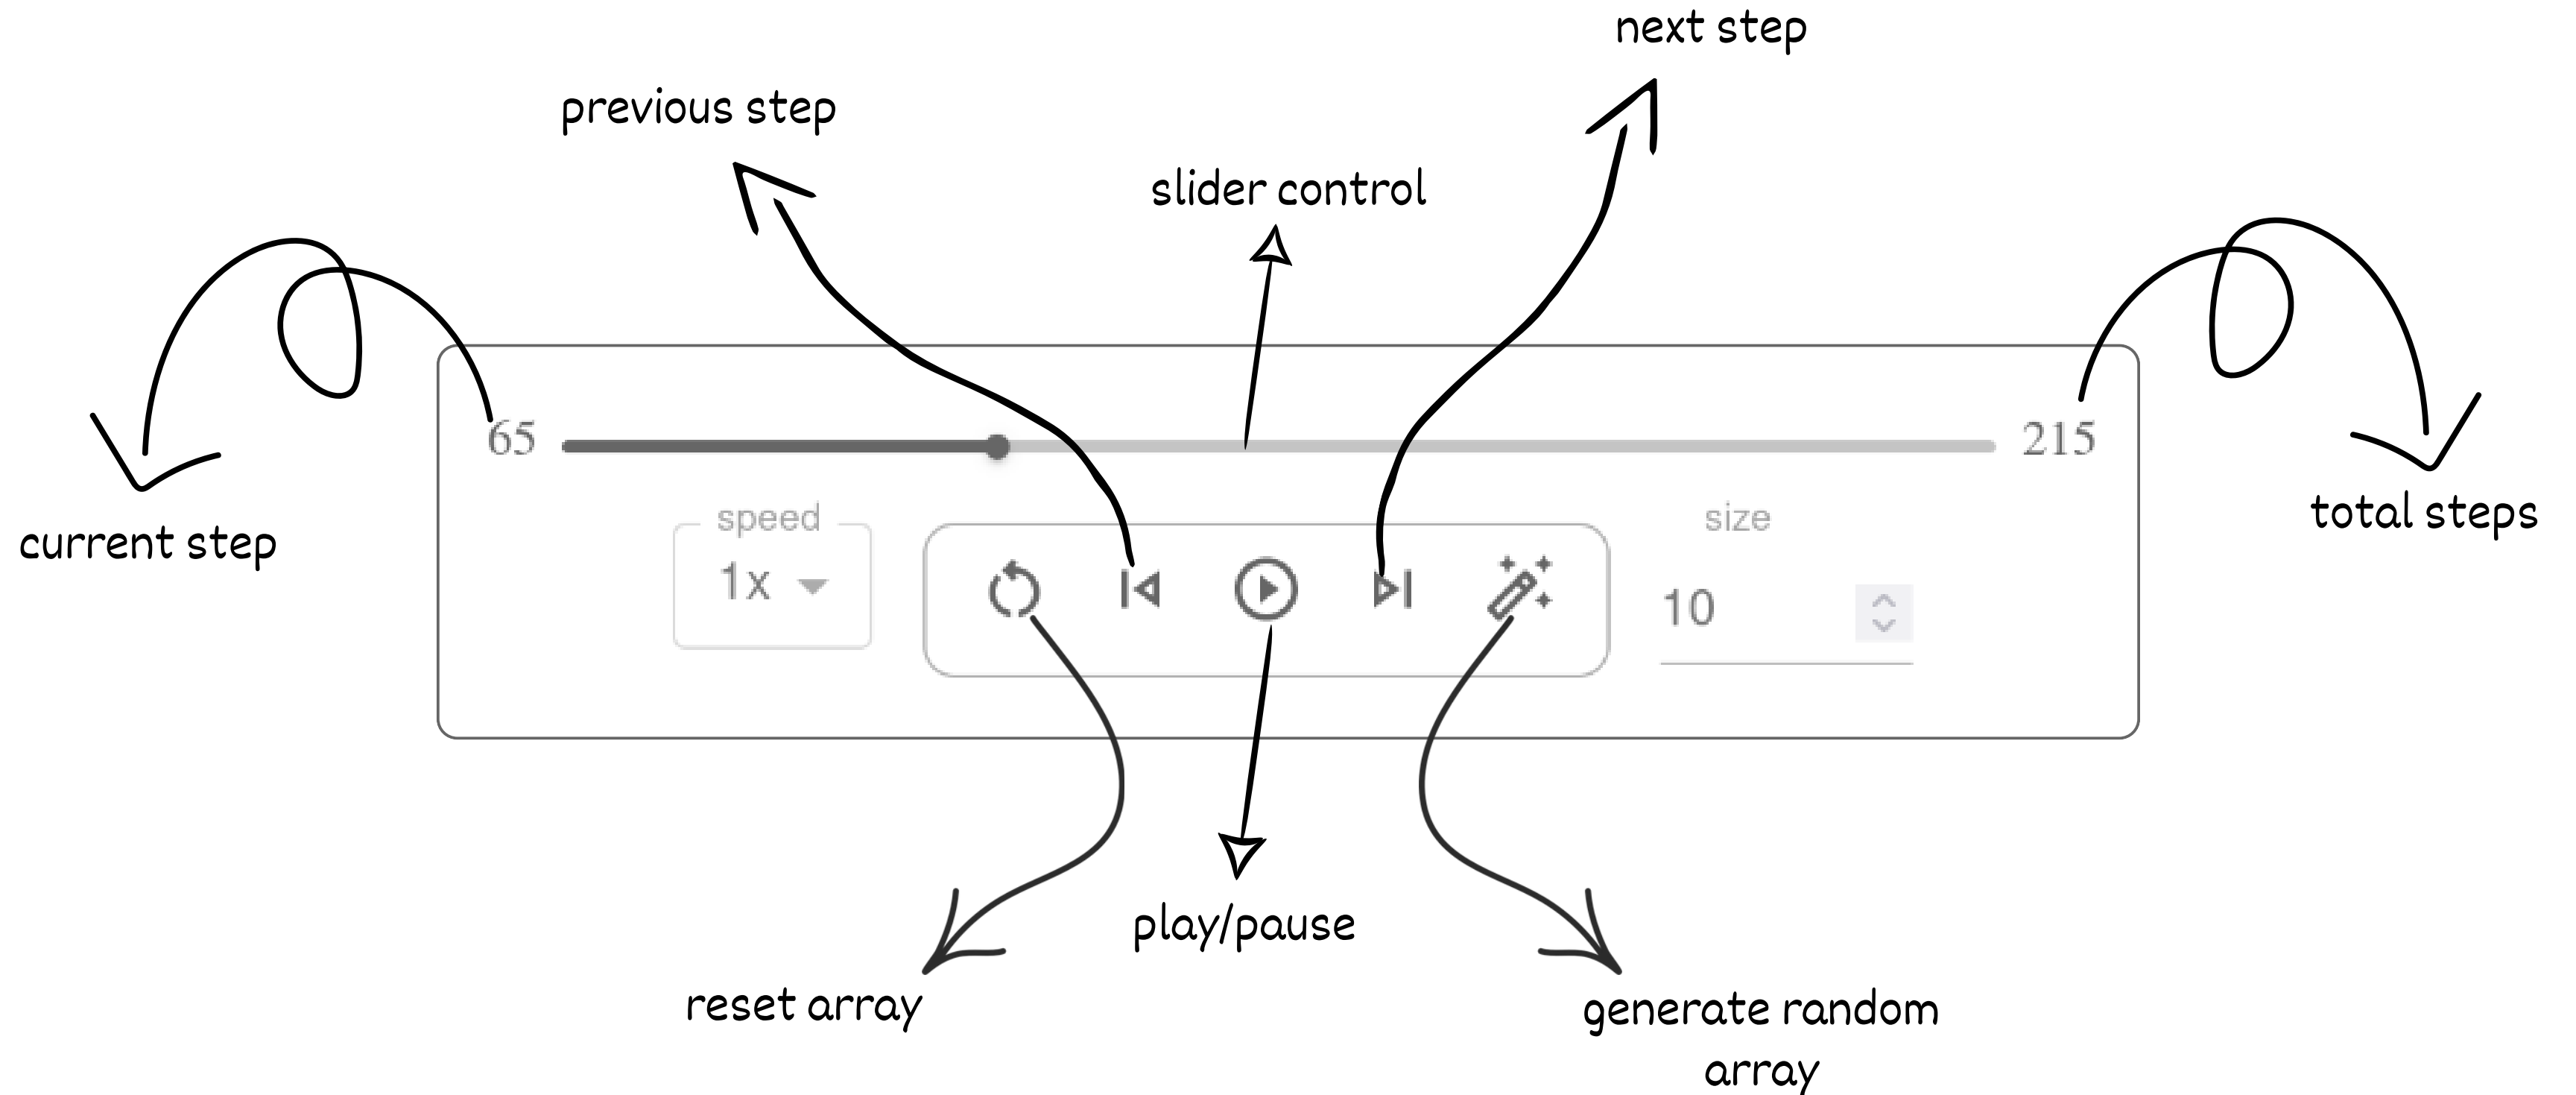 next step
previous step
slider control
65
215
current step
total steps
speed
size
1x
10
play/pause
reset array
generate random
array